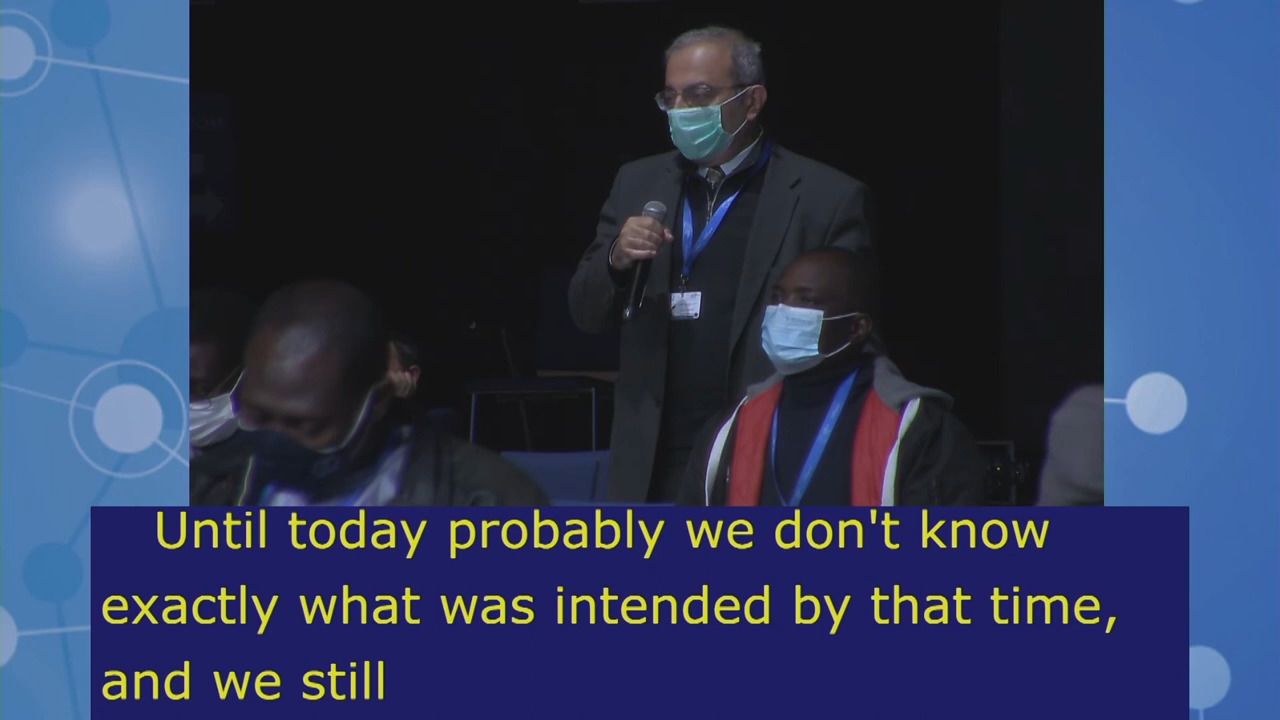 Until today probably we don't know
exactly what was intended by that time,
and we still